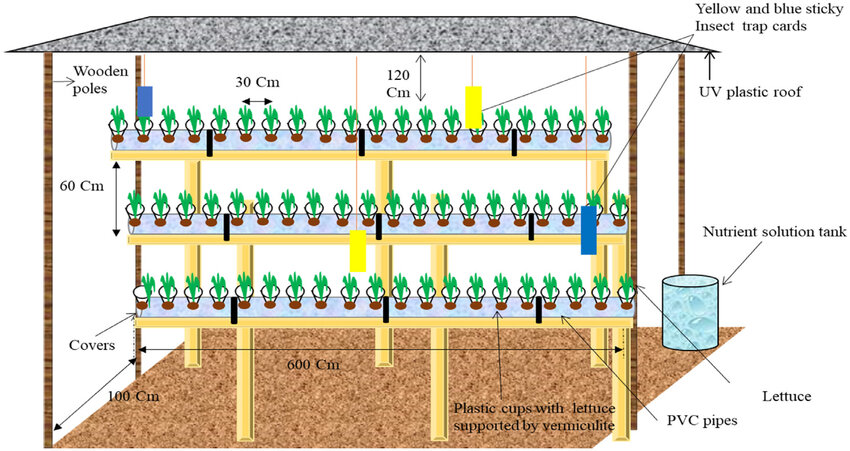 Yellow and blue sticky
Insect trap cards
Wooden
poles
30 Cm
120
Cm
UV plastic roof
60 Cm
Nutrient solution tank
Covers
600 Cm
100 Cm
Plastic cups with lettuce
supported by vermiculite
Lettuce
PVC pipes